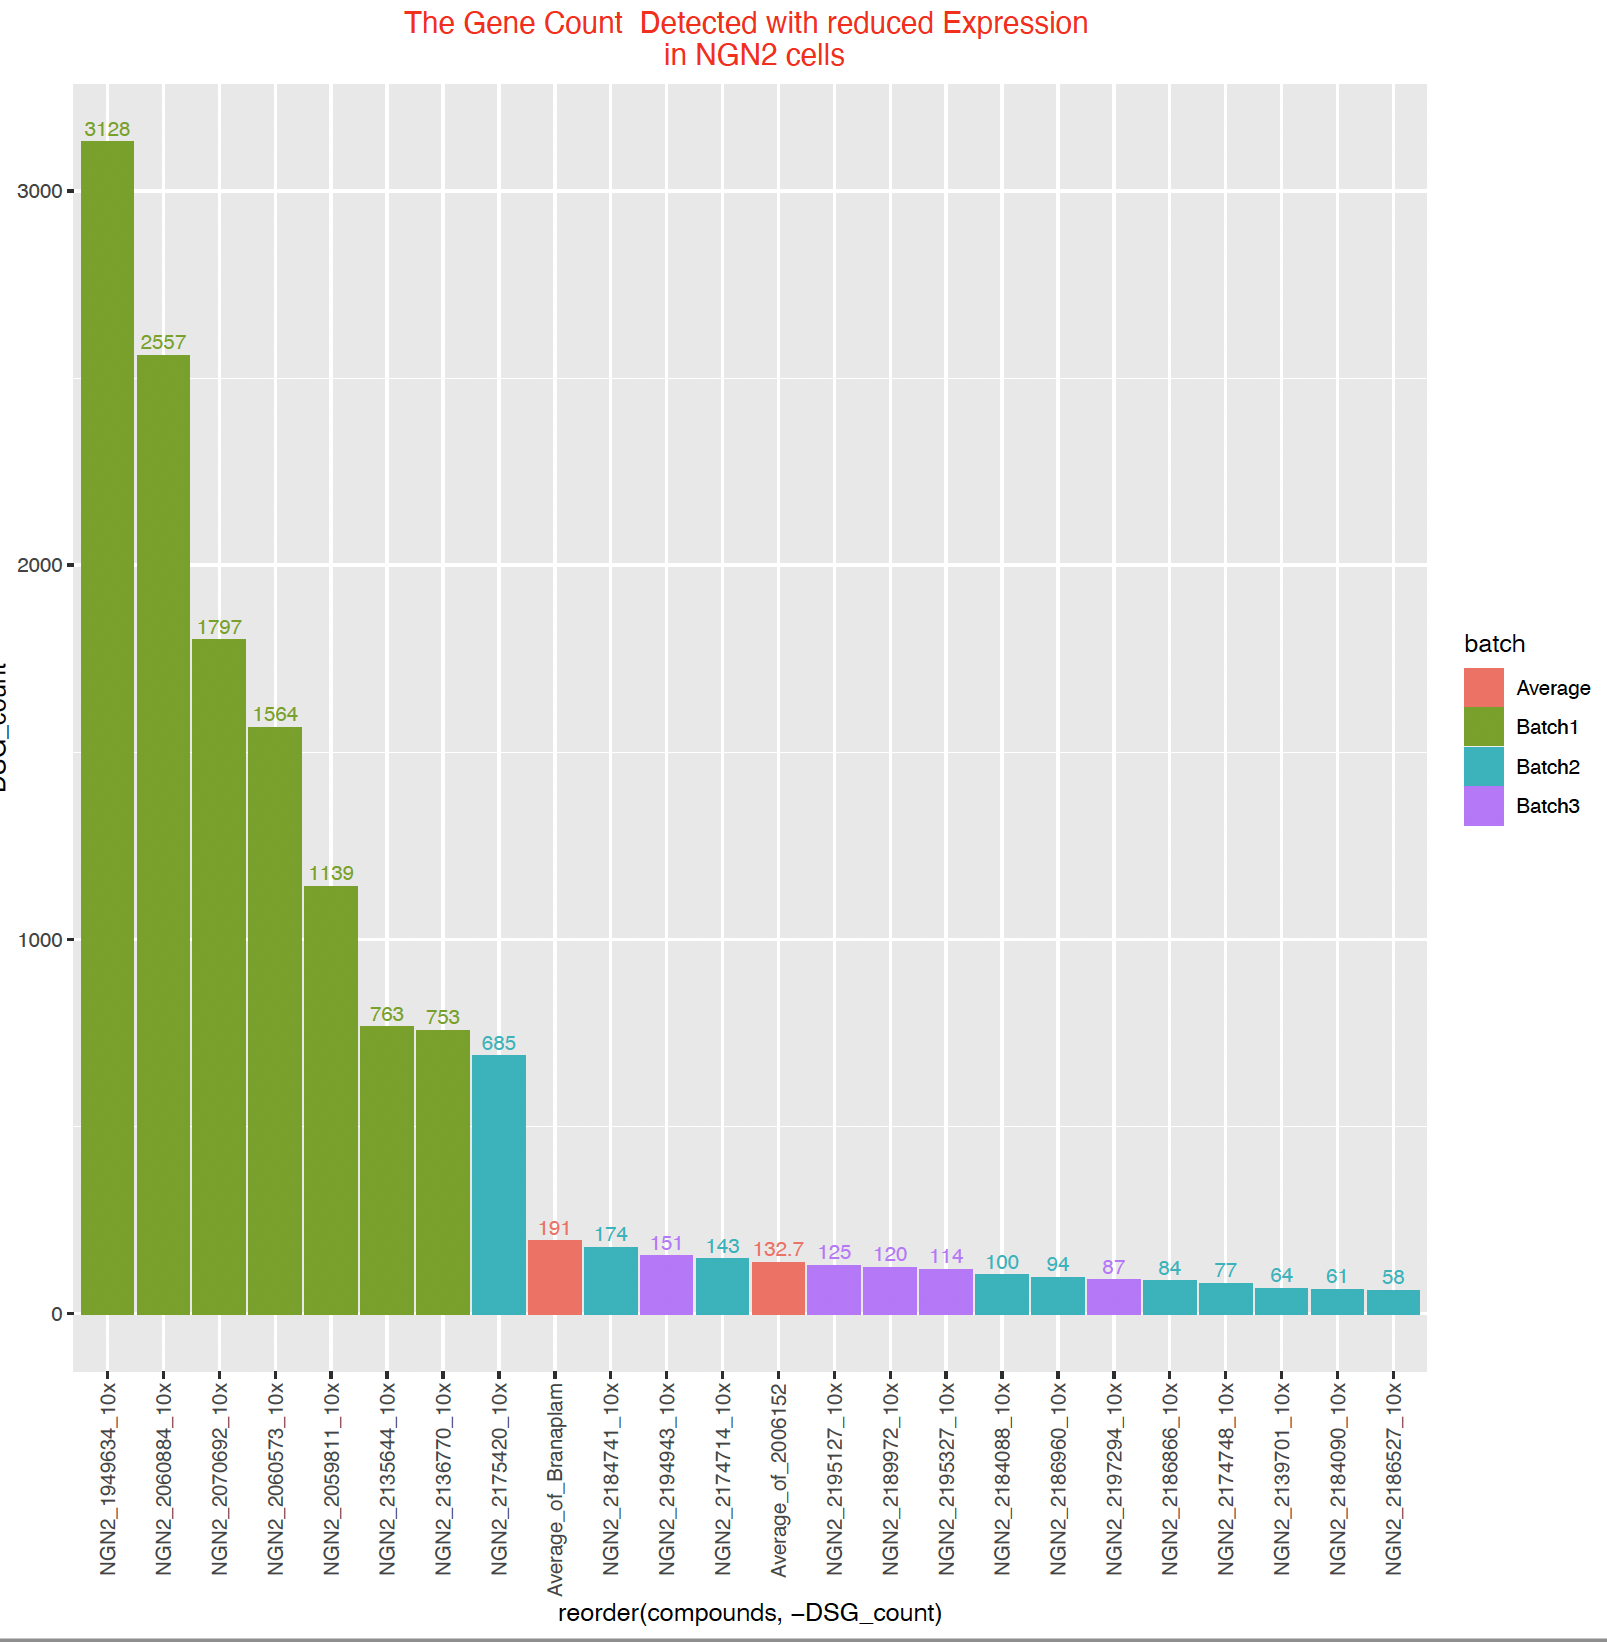 The Gene Count  Detected with reduced Expression
in NGN2 cells
3128
3000
2557
2000
1797
1564
1139
1000
763
753
685
191
174
151
143
132.7
125
120
114
100
94
87
84
77
64
61
58
0
batch
Average
Batch1
Batch2
Batch3
NGN2_1949634_10x
NGN2_2060884_10x
NGN2_2070692_10x
NGN2_2060573_10x
NGN2_2059811_10x
NGN2_2135644_10x
NGN2_2136770_10x
NGN2_2175420_10x
Average_of_Branaplam
NGN2_2184741_10x
NGN2_2194943_10x
NGN2_2174714_10x
Average_of_2006152
NGN2_2195127_10x
NGN2_2189972_10x
NGN2_2195327_10x
NGN2_2184088_10x
NGN2_2186960_10x
NGN2_2197294_10x
NGN2_2186866_10x
NGN2_2174748_10x
NGN2_2139701_10x
NGN2_2184090_10x
NGN2_2186527_10x
reorder(compounds, −DSG_count)